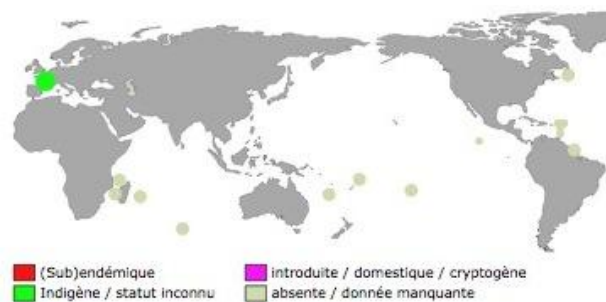 (Sub)endémique
introduite / domestique / cryptogène
Indigène / statut inconnu
absente / donnée manquante